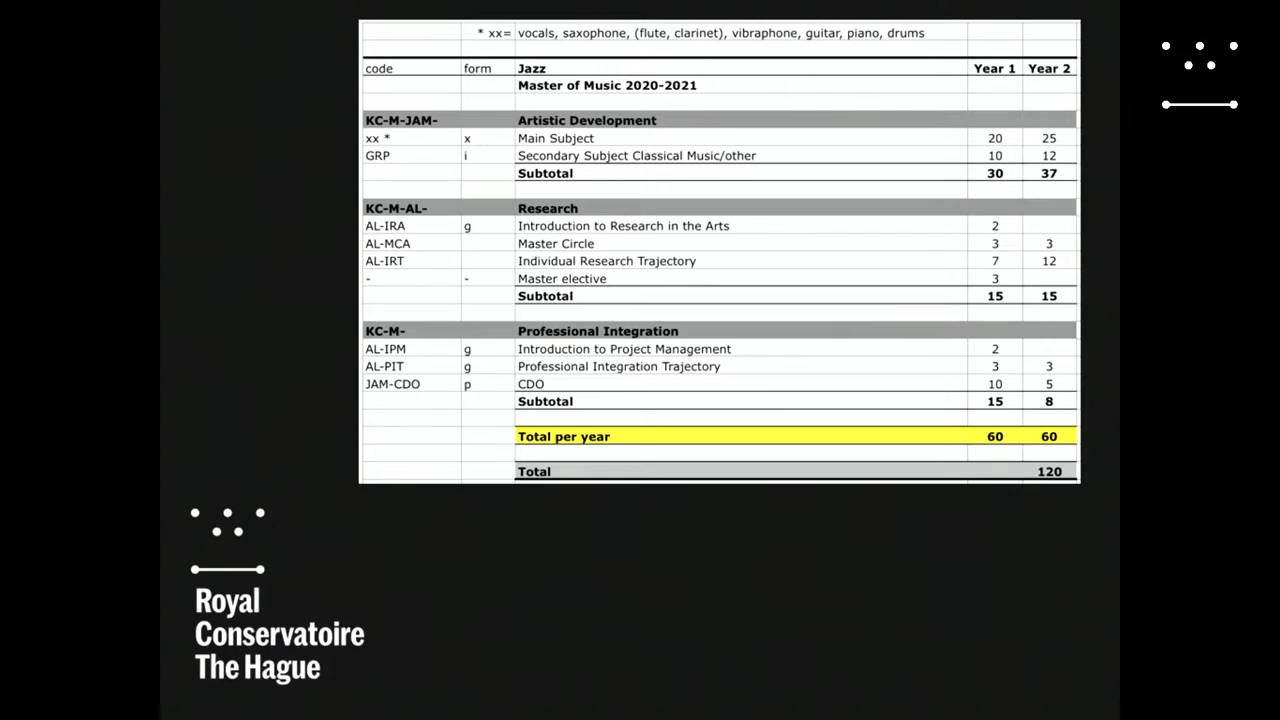 * xx= vocals, saxophone, (flute, clarinet), vibraphone, guitar, piano, drums
code form Jazz Year 1 Year 2
Master of Music 2020-2021
KC-M-JAM- Artistic Development
xx * x Main Subject 20 25
GRP i Secondary Subject Classical Music/other 10 12
Subtotal 30 37
KC-M-AL- Research
AL-IRA g Introduction to Research in the Arts 2
AL-MCA Master Circle 3 3
AL-IRT Individual Research Trajectory 7 12
- - Master elective 3
Subtotal 15 15
KC-M- Professional Integration
AL-IPM g Introduction to Project Management 2
AL-PIT g Professional Integration Trajectory 3 3
JAM-CDO p CDO 10 5
Subtotal 15 8
Total per year 60 60
Total 120
Royal
Conservatoire
The Hague